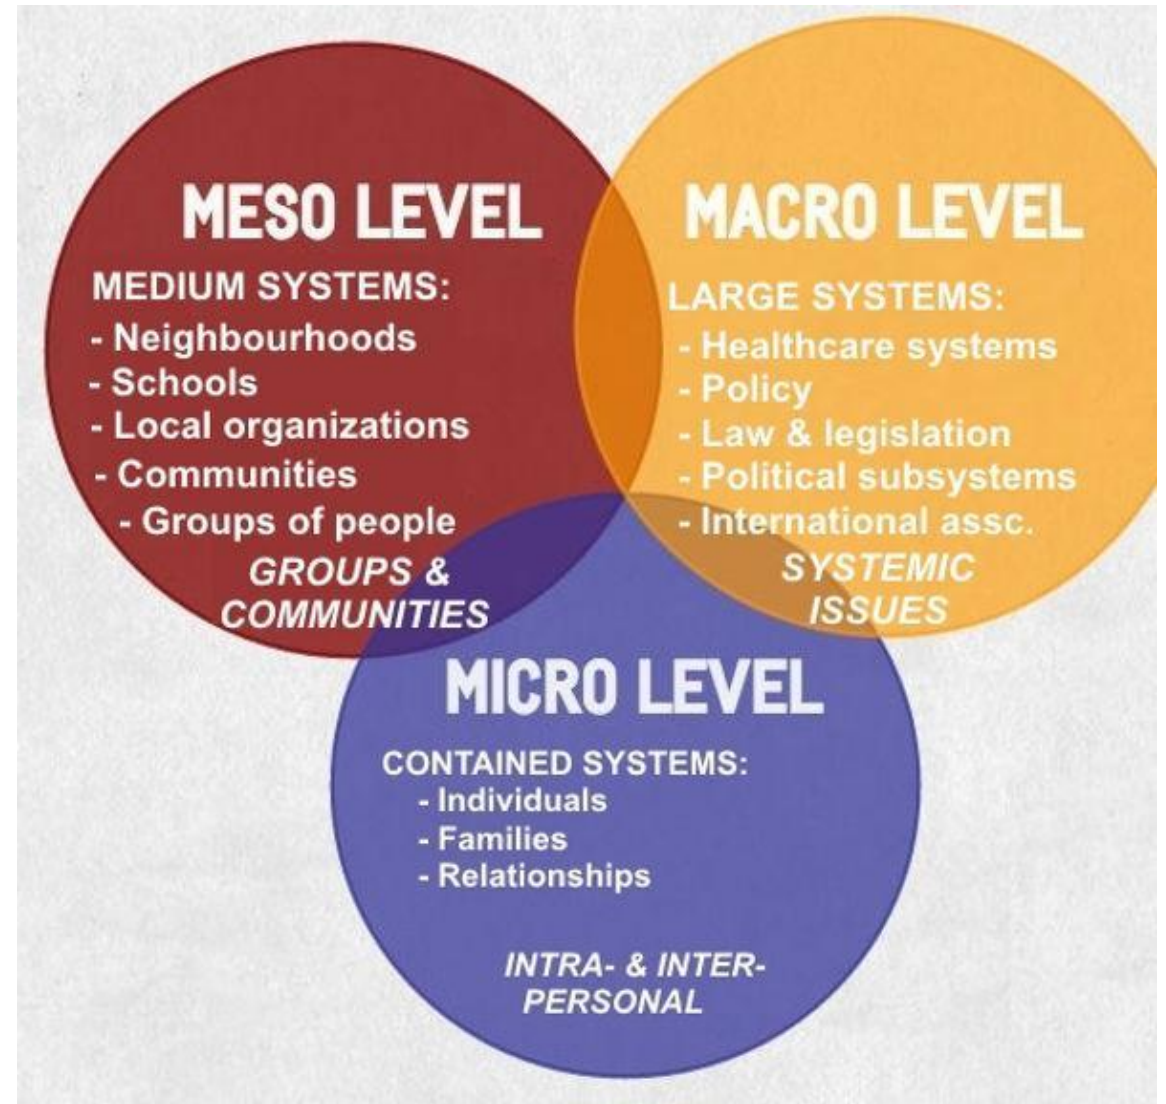 MESO LEVEL
MEDIUM SYSTEMS:
- Neighbourhoods
- Schools
- Local organizations
- Communities
- Groups of people
GROUPS &
COMMUNITIES
MACRO LEVEL
LARGE SYSTEMS:
- Healthcare systems
- Policy
- Law & legislation
- Political subsystems
- International assc.
SYSTEMIC
ISSUES
MICRO LEVEL
CONTAINED SYSTEMS:
- Individuals
- Families
- Relationships
INTRA- & INTER-
PERSONAL